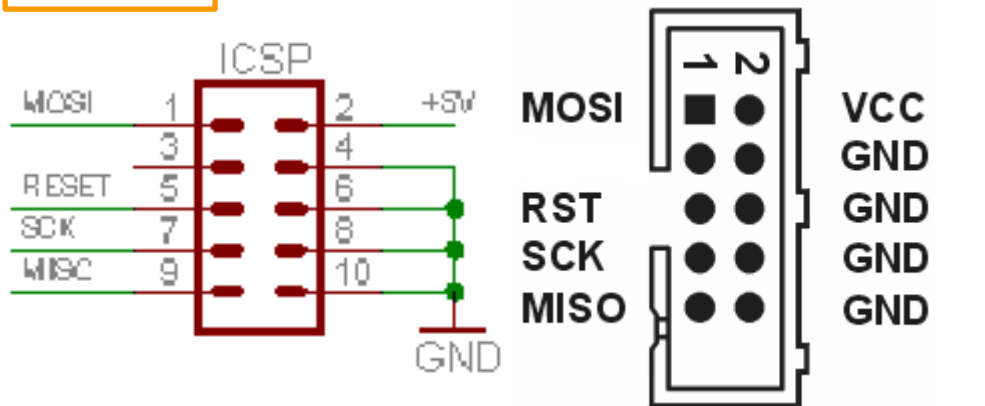 ICSP
MOSI 1 2 +5V
3 4
RESET 5 6
SCK 7 8
MISO 9 10
GND
1 2
MOSI VCC
GND
RST GND
SCK GND
MISO GND